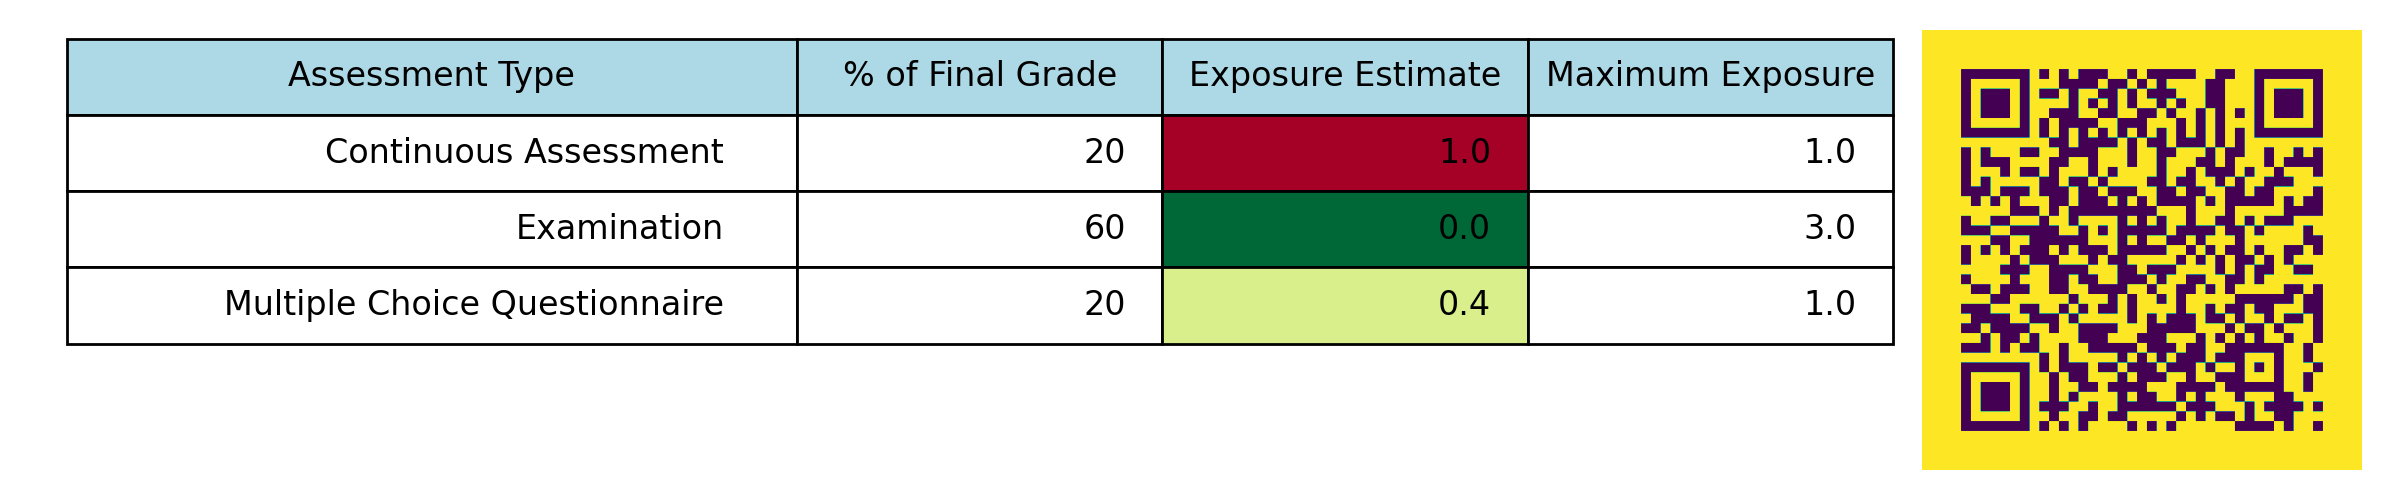 Assessment Type % of Final Grade Exposure Estimate Maximum Exposure
Continuous Assessment 20 1.0 1.0
Examination 60 0.0 3.0
Multiple Choice Questionnaire 20 0.4 1.0